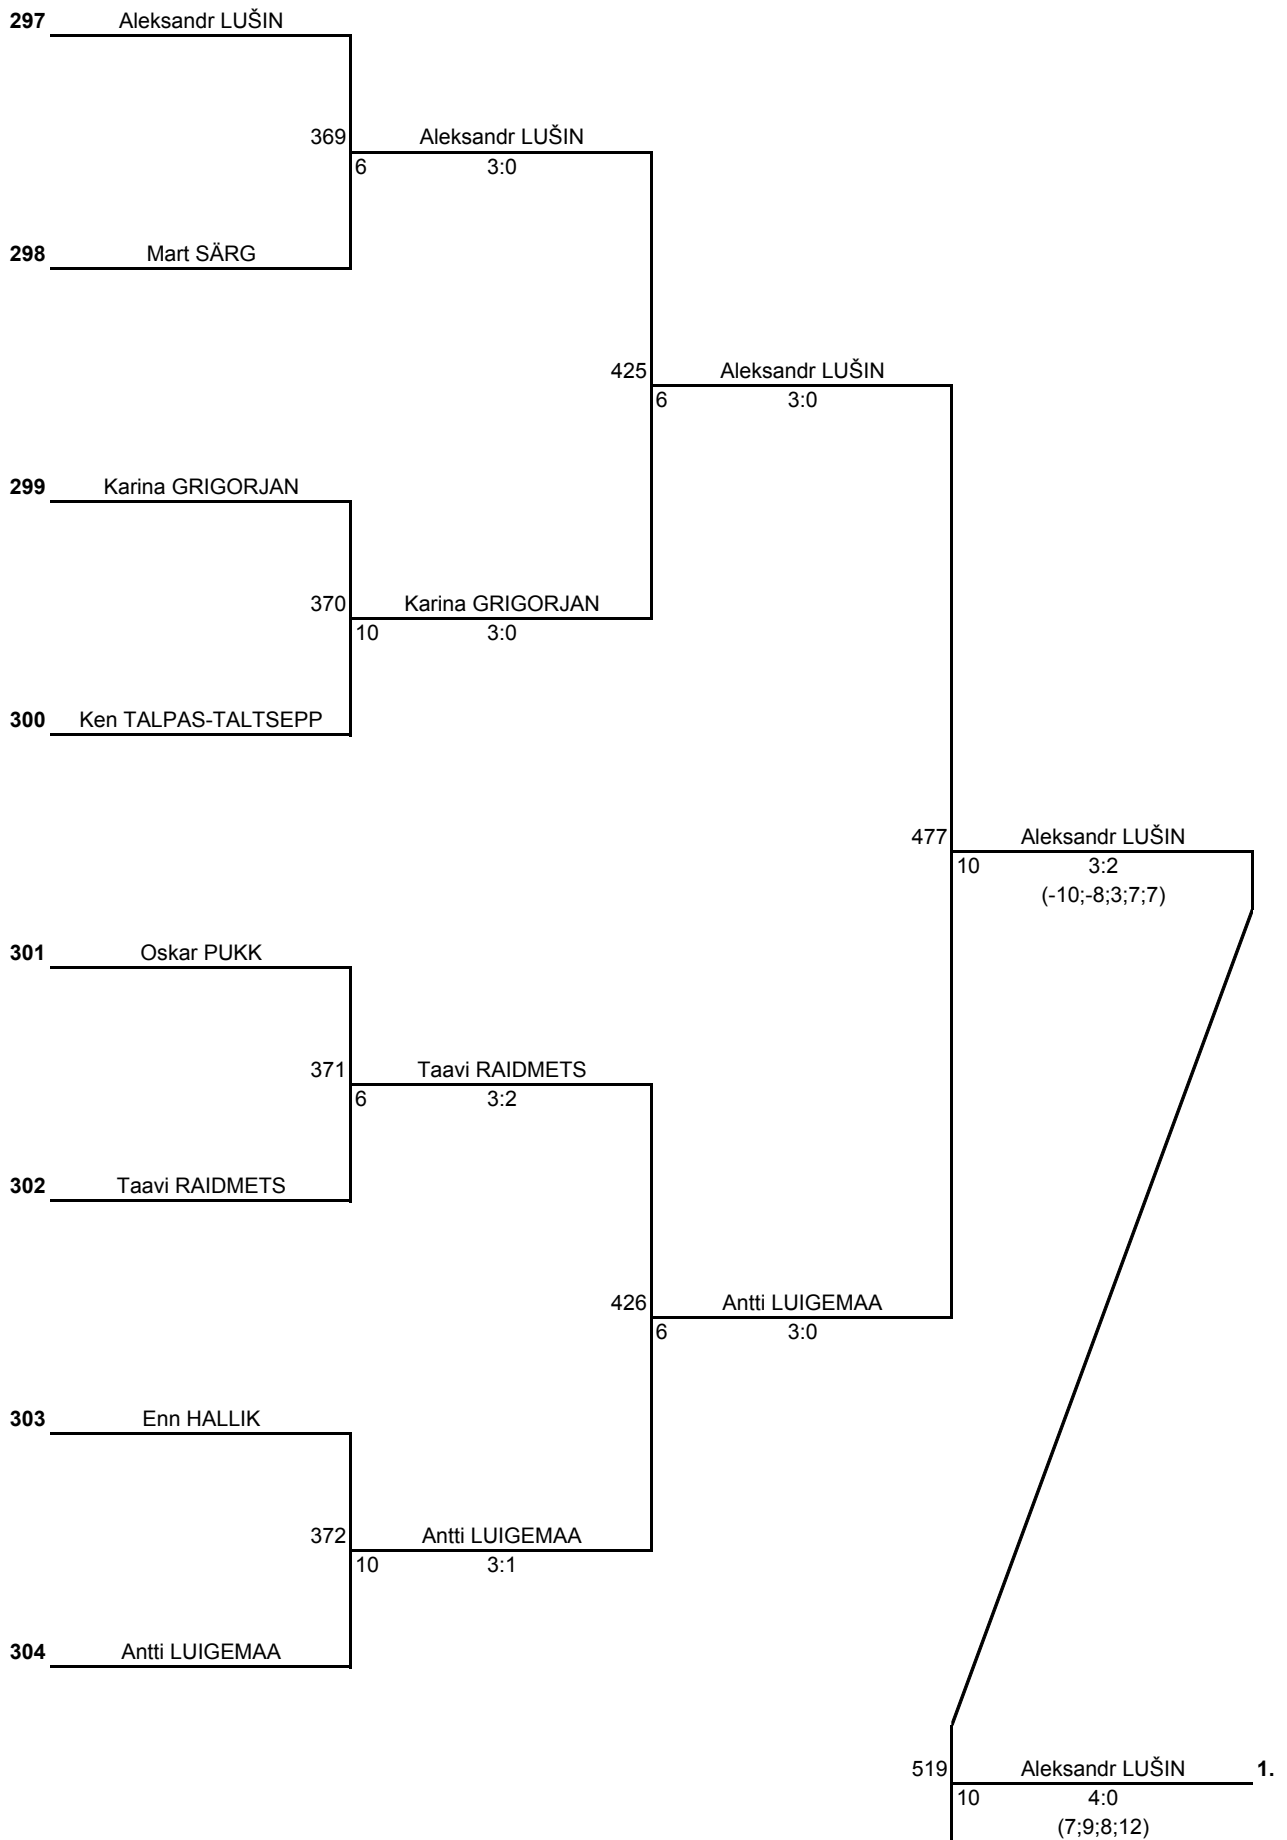 297 Aleksandr LUŠIN
369 Aleksandr LUŠIN
6 3:0
298 Mart SÄRG
425 Aleksandr LUŠIN
6 3:0
299 Karina GRIGORJAN
370 Karina GRIGORJAN
10 3:0
300 Ken TALPAS-TALTSEPP
477 Aleksandr LUŠIN
10 3:2
(-10;-8;3;7;7)
301 Oskar PUKK
371 Taavi RAIDMETS
6 3:2
302 Taavi RAIDMETS
426 Antti LUIGEMAA
6 3:0
303 Enn HALLIK
372 Antti LUIGEMAA
10 3:1
304 Antti LUIGEMAA
519 Aleksandr LUŠIN 1.
10 4:0
(7;9;8;12)